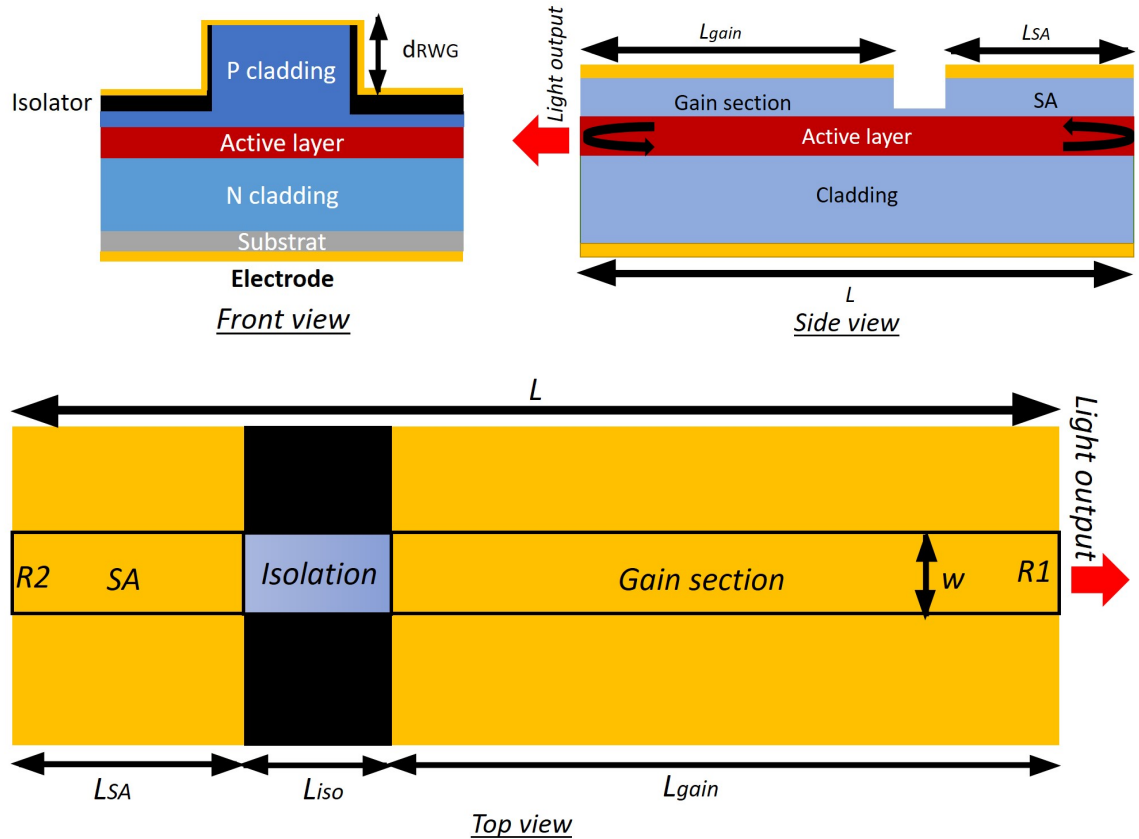 P cladding
dRWG
Isolator
Active layer
N cladding
Substrat
Electrode
Front view
Light output
Lgain
LSA
Gain section
SA
Active layer
Cladding
L
Side view
L
Light output
R2
SA
Isolation
Gain section
w
R1
LSA
Liso
Lgain
Top view